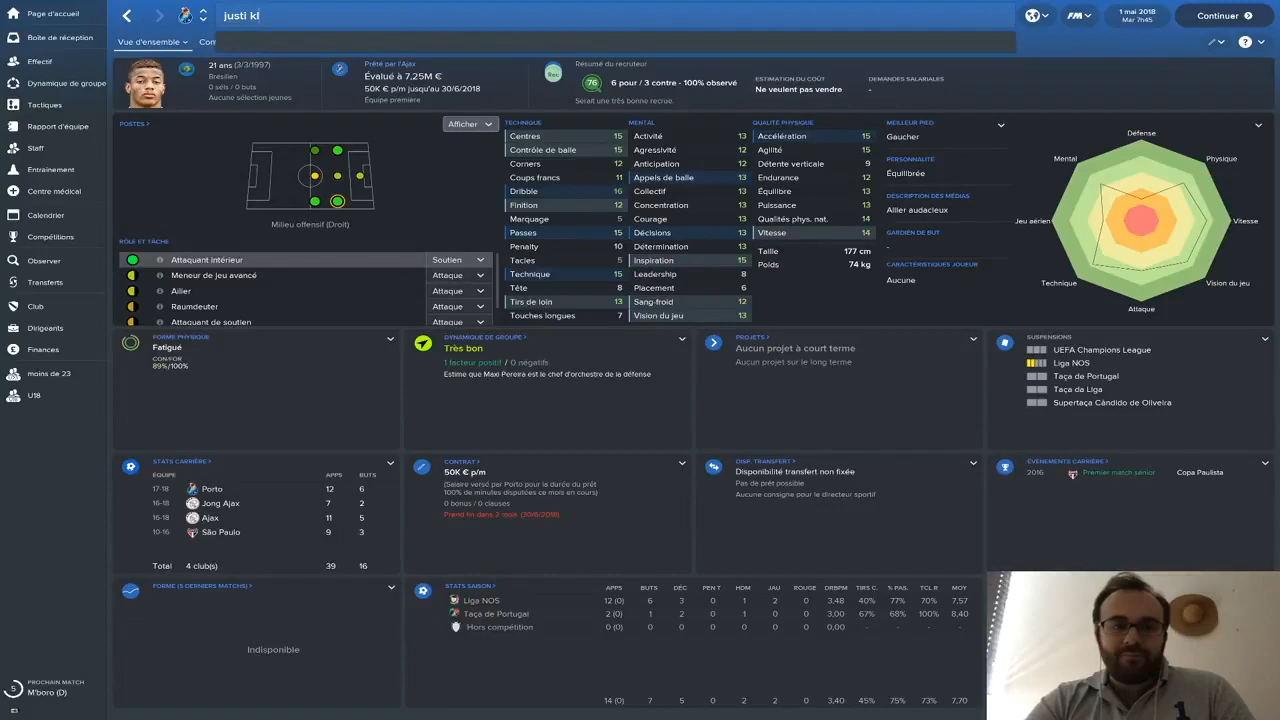 Page d'accueil
Boite de réception
Effectif
Dynamique de groupe
Tactiques
Rapport d'équipe
Staff
Entrainement
Centre médical
Calendrier
Compétitions
Observer
Transferts
Club
Dirigeants
Finances
moins de 23
U18
PROCHAIN MATCH
5 M'boro (D)
justi kl
FM
1 mai 2018
Mar 7h45
Continuer
Vue d'ensemble
?
21 ans (3/3/1997)
Bresilien
0 séls / 0 buts
Aucune sélection jeunes
Prêté par l'Ajax
Évalué à 7,25M €
50K € p/m jusqu'au 30/6/2018
Équipe première
Rec
Résumé du recruteur
76 6 pour / 3 contre - 100% observé
Serait une très bonne recrue.
ESTIMATION DU COÛT
Ne veulent pas vendre
DEMANDES SALARIALES
-
POSTES >
Afficher
Milieu offensif (Droit)
RÔLE ET TÂCHE
Attaquant intérieur Soutien
Meneur de jeu avancé Attaque
Ailier Attaque
Raumdeuter Attaque
Attaquant de soutien Attaque
TECHNIQUE
Centres 15
Contrôle de balle 15
Corners 12
Coups francs 11
Dribble 16
Finition 12
Marquage 5
Passes 15
Penalty 10
Tacles 5
Technique 15
Tête 8
Tirs de loin 13
Touches longues 7
MENTAL
Activité 13
Agressivité 12
Anticipation 12
Appels de balle 13
Collectif 13
Concentration 13
Courage 13
Décisions 13
Détermination 13
Inspiration 15
Leadership 8
Placement 6
Sang-froid 12
Vision du jeu 13
QUALITÉ PHYSIQUE
Accélération 15
Agilité 15
Détente verticale 9
Endurance 12
Équilibre 13
Puissance 13
Qualités phys. nat. 14
Vitesse 14
Taille 177 cm
Poids 74 kg
MEILLEUR PIED
Gaucher
PERSONNALITÉ
Équilibrée
DESCRIPTION DES MÉDIAS
Ailier audacieux
GARDIEN DE BUT
-
CARACTÉRISTIQUES JOUEUR
Aucune
Défense
Physique
Vitesse
Vision du jeu
Attaque
Technique
Jeu aérien
Mental
FORME PHYSIQUE
Fatigué
CON/FOR
89%/100%
DYNAMIQUE DE GROUPE >
Très bon
1 facteur positif / 0 négatifs
Estime que Maxi Pereira est le chef d'orchestre de la défense
PROJETS >
Aucun projet à court terme
Aucun projet sur le long terme
SUSPENSIONS
UEFA Champions League
Liga NOS
Taça de Portugal
Taça da Liga
Supertaça Cândido de Oliveira
STATS CARRIÈRE >
ÉQUIPE APPS BUTS
17-18 Porto 12 6
16-18 Jong Ajax 7 2
16-18 Ajax 11 5
10-16 São Paulo 9 3
Total 4 club(s) 39 16
CONTRAT >
50K € p/m
(Salaire versé par Porto pour la durée du prêt
100% de minutes disputées ce mois en cours)
0 bonus / 0 clauses
Prend fin dans 2 mois (30/6/2018)
DISP. TRANSFERT >
Disponibilité transfert non fixée
Pas de prêt possible
Aucune consigne pour le directeur sportif
ÉVÉNEMENTS CARRIÈRE >
2016 Premier match sénior Copa Paulista
FORME (5 DERNIERS MATCHS) >
Indisponible
STATS SAISON >
APPS BUTS DÉC PEN T HDM JAU ROUGE DRBPM TIRS C. % PAS. TCL R MOY
Liga NOS 12 (0) 6 3 0 1 2 0 3,48 40% 77% 70% 7,57
Taça de Portugal 2 (0) 1 2 0 1 0 0 3,00 67% 68% 100% 8,40
Hors compétition 0 (0) 0 0 0 0 0 0 0,00 - - - -
14 (0) 7 5 0 2 2 0 3,40 45% 75% 73% 7,70